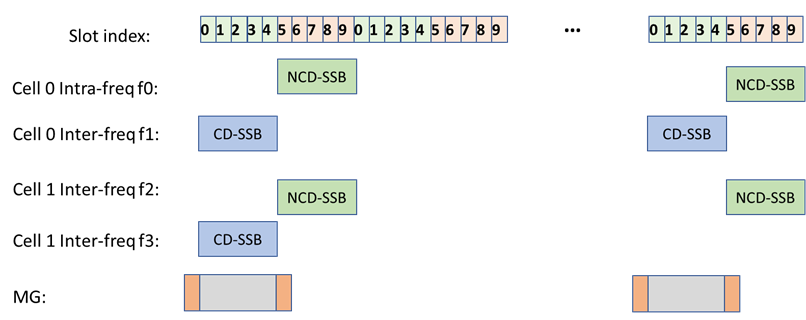 Slot index: 0 1 2 3 4 5 6 7 8 9 0 1 2 3 4 5 6 7 8 9 ... 0 1 2 3 4 5 6 7 8 9
Cell 0 Intra-freq f0: NCD-SSB NCD-SSB
Cell 0 Inter-freq f1: CD-SSB CD-SSB
Cell 1 Inter-freq f2: NCD-SSB NCD-SSB
Cell 1 Inter-freq f3: CD-SSB
MG: